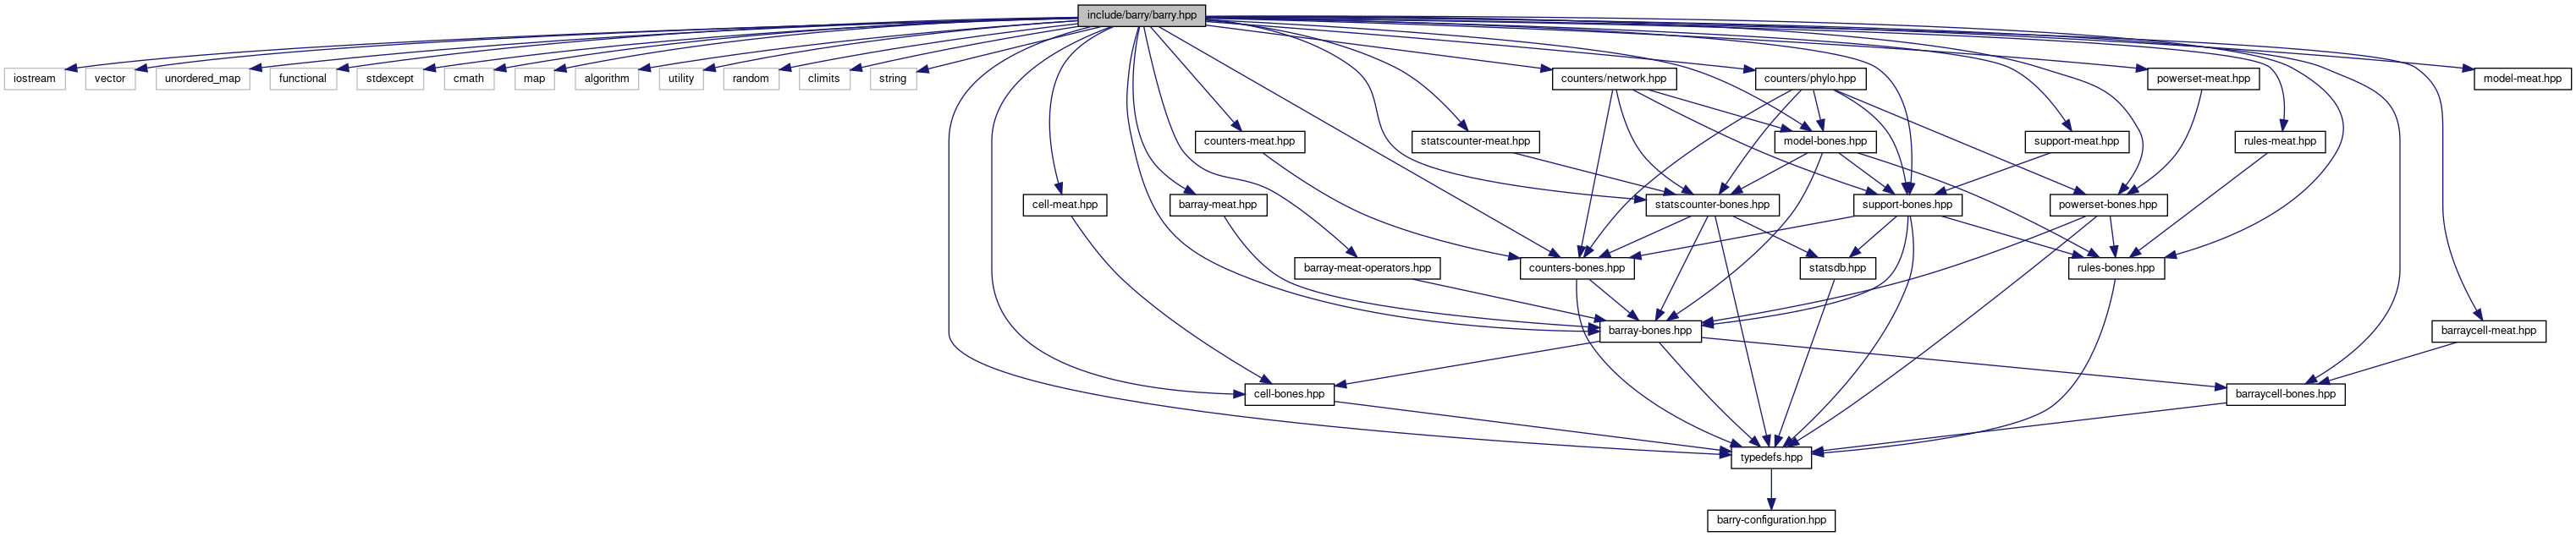 include/barry/barry.hpp
iostream
vector
unordered_map
functional
stdexcept
cmath
map
algorithm
utility
random
climits
string
counters/network.hpp
counters/phylo.hpp
powerset-meat.hpp
model-meat.hpp
counters-meat.hpp
statscounter-meat.hpp
model-bones.hpp
support-meat.hpp
rules-meat.hpp
cell-meat.hpp
barray-meat.hpp
statscounter-bones.hpp
support-bones.hpp
powerset-bones.hpp
barray-meat-operators.hpp
counters-bones.hpp
statsdb.hpp
rules-bones.hpp
barray-bones.hpp
barraycell-meat.hpp
cell-bones.hpp
barraycell-bones.hpp
typedefs.hpp
barry-configuration.hpp